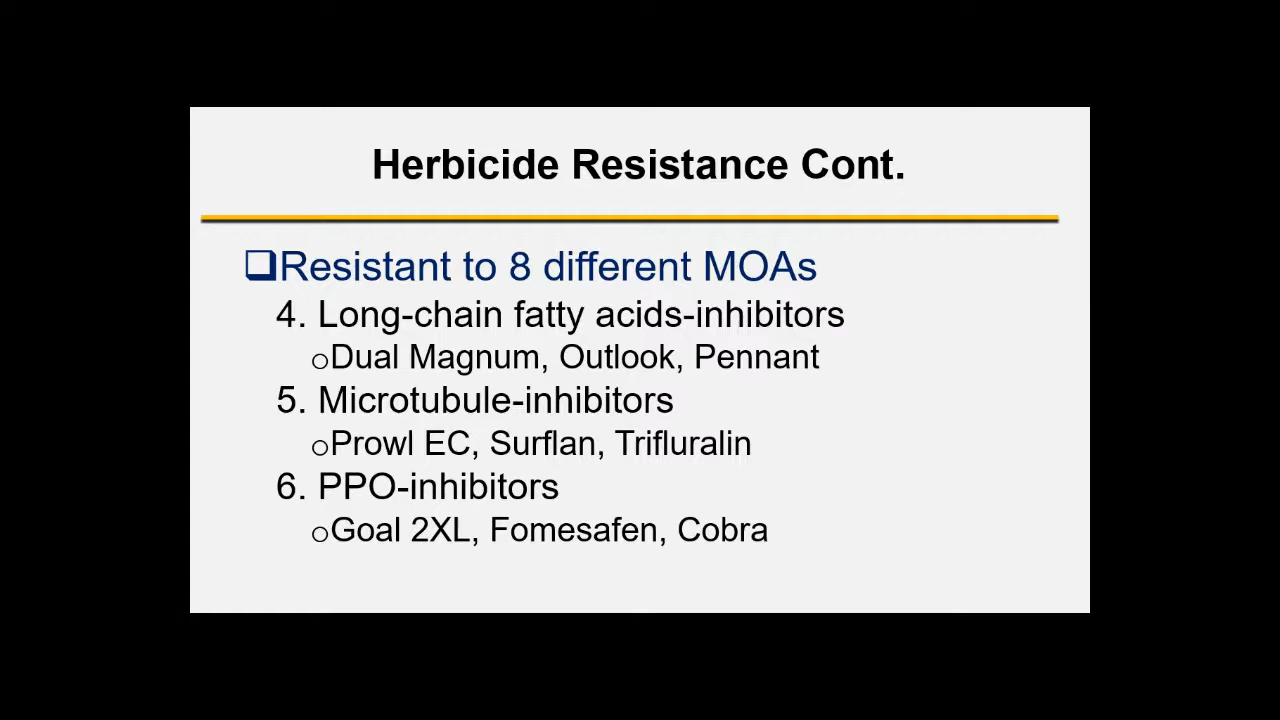 Herbicide Resistance Cont.
❑Resistant to 8 different MOAs
4. Long-chain fatty acids-inhibitors
oDual Magnum, Outlook, Pennant
5. Microtubule-inhibitors
oProwl EC, Surflan, Trifluralin
6. PPO-inhibitors
oGoal 2XL, Fomesafen, Cobra